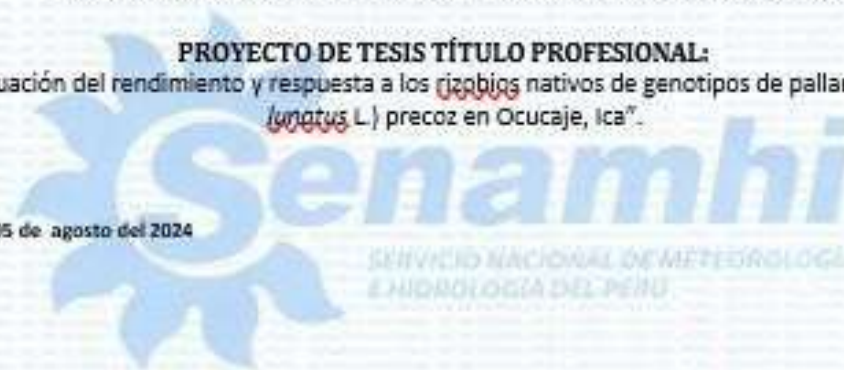 PROYECTO DE TESIS TÍTULO PROFESIONAL:
uación del rendimiento y respuesta a los rizobios nativos de genotipos de pallar
lunatus L.) precoz en Ocucaje, Ica”.
Senamhi
5 de agosto del 2024
SERVICIO NACIONAL DE METEOROLOGÍA
E HIDROLOGÍA DEL PERÚ